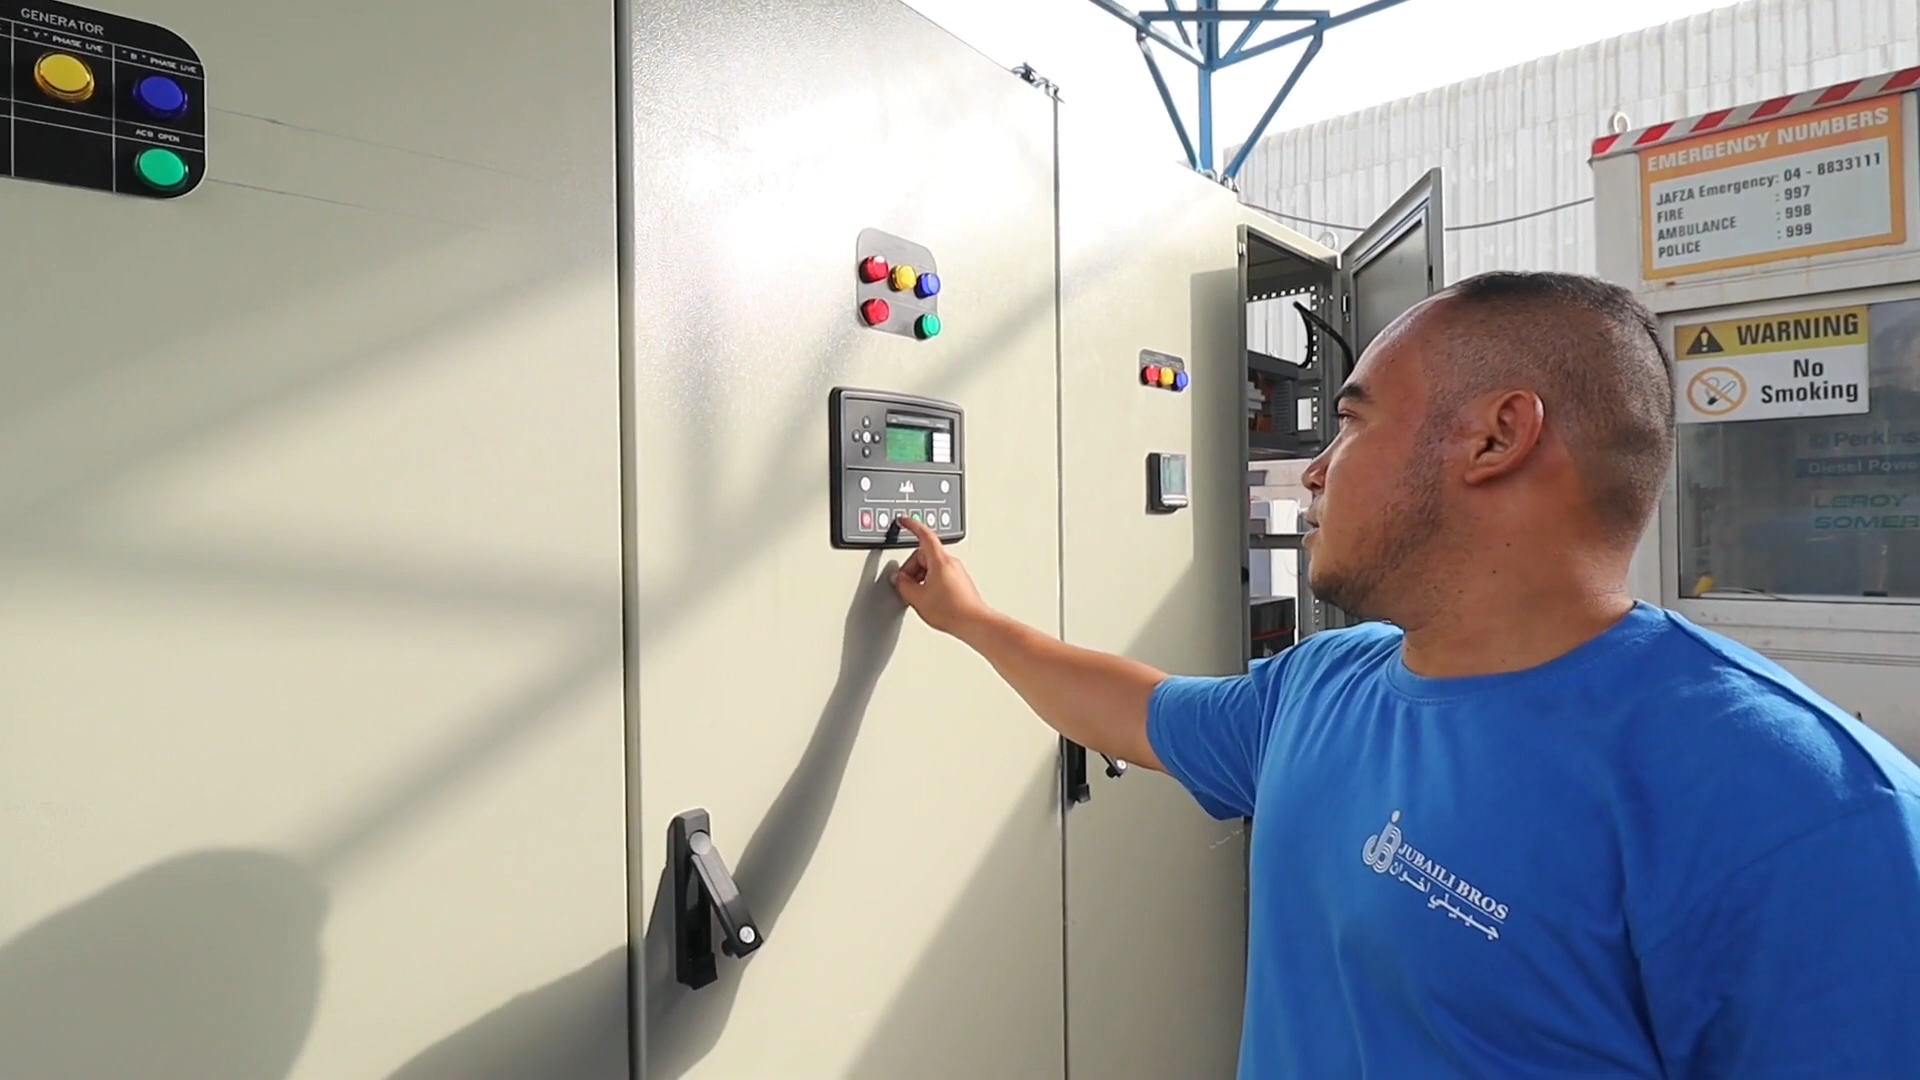 GENERATOR
" Y " PHASE LIVE
" B " PHASE LIVE
ACB OPEN
EMERGENCY NUMBERS
JAFZA Emergency: 04 - 8833111
FIRE : 997
AMBULANCE : 998
POLICE : 999
WARNING
No
Smoking
Perkins
Diesel Power
LEROY
SOMER
JUBAILI BROS
جبيلي اخوان